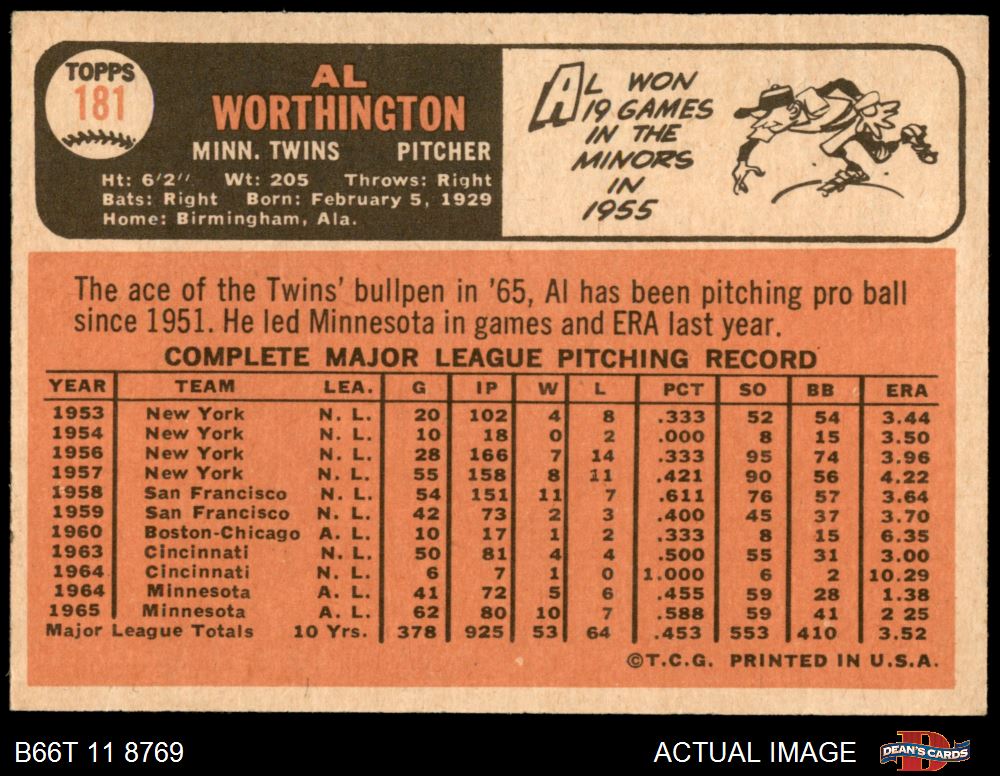 TOPPS
181
AL
WORTHINGTON
MINN. TWINS PITCHER
Ht: 6'2" Wt: 205 Throws: Right
Bats: Right Born: February 5, 1929
Home: Birmingham, Ala.
AL WON
19 GAMES
IN THE
MINORS
IN
1955
The ace of the Twins' bullpen in '65, Al has been pitching pro ball
since 1951. He led Minnesota in games and ERA last year.
COMPLETE MAJOR LEAGUE PITCHING RECORD
YEAR TEAM LEA. G IP W L PCT SO BB ERA
1953 New York N. L. 20 102 4 8 .333 52 54 3.44
1954 New York N. L. 10 18 0 2 .000 8 15 3.50
1956 New York N. L. 28 166 7 14 .333 95 74 3.96
1957 New York N. L. 55 158 8 11 .421 90 56 4.22
1958 San Francisco N. L. 54 151 11 7 .611 76 57 3.64
1959 San Francisco N. L. 42 73 2 3 .400 45 37 3.70
1960 Boston-Chicago A. L. 10 17 1 2 .333 8 15 6.35
1963 Cincinnati N. L. 50 81 4 4 .500 55 31 3.00
1964 Cincinnati N. L. 6 7 1 0 1.000 6 2 10.29
1964 Minnesota A. L. 41 72 5 6 .455 59 28 1.38
1965 Minnesota A. L. 62 80 10 7 .588 59 41 2 25
Major League Totals 10 Yrs. 378 925 53 64 .453 553 410 3.52
©T.C.G. PRINTED IN U.S.A.
B66T 11 8769 ACTUAL IMAGE DEAN'S CARDS